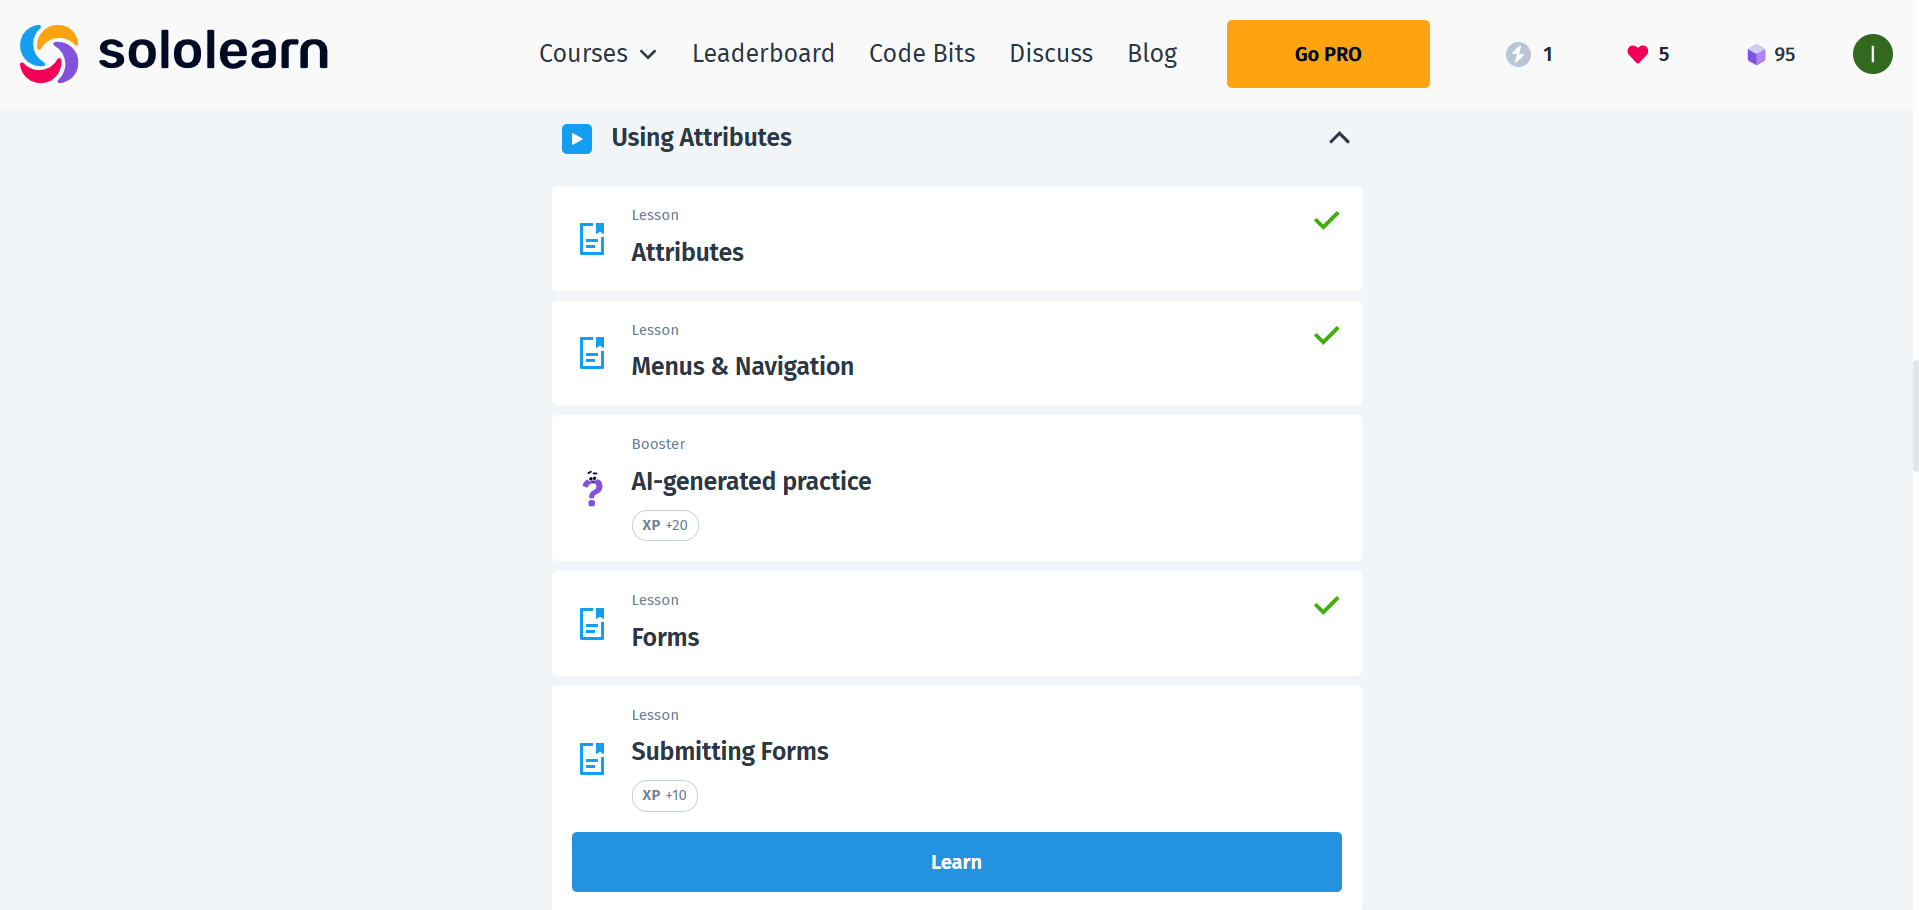 sololearn
Courses Leaderboard Code Bits Discuss Blog Go PRO 1 5 95 I
Using Attributes
Lesson
Attributes
Lesson
Menus & Navigation
Booster
AI-generated practice
XP +20
Lesson
Forms
Lesson
Submitting Forms
XP +10
Learn